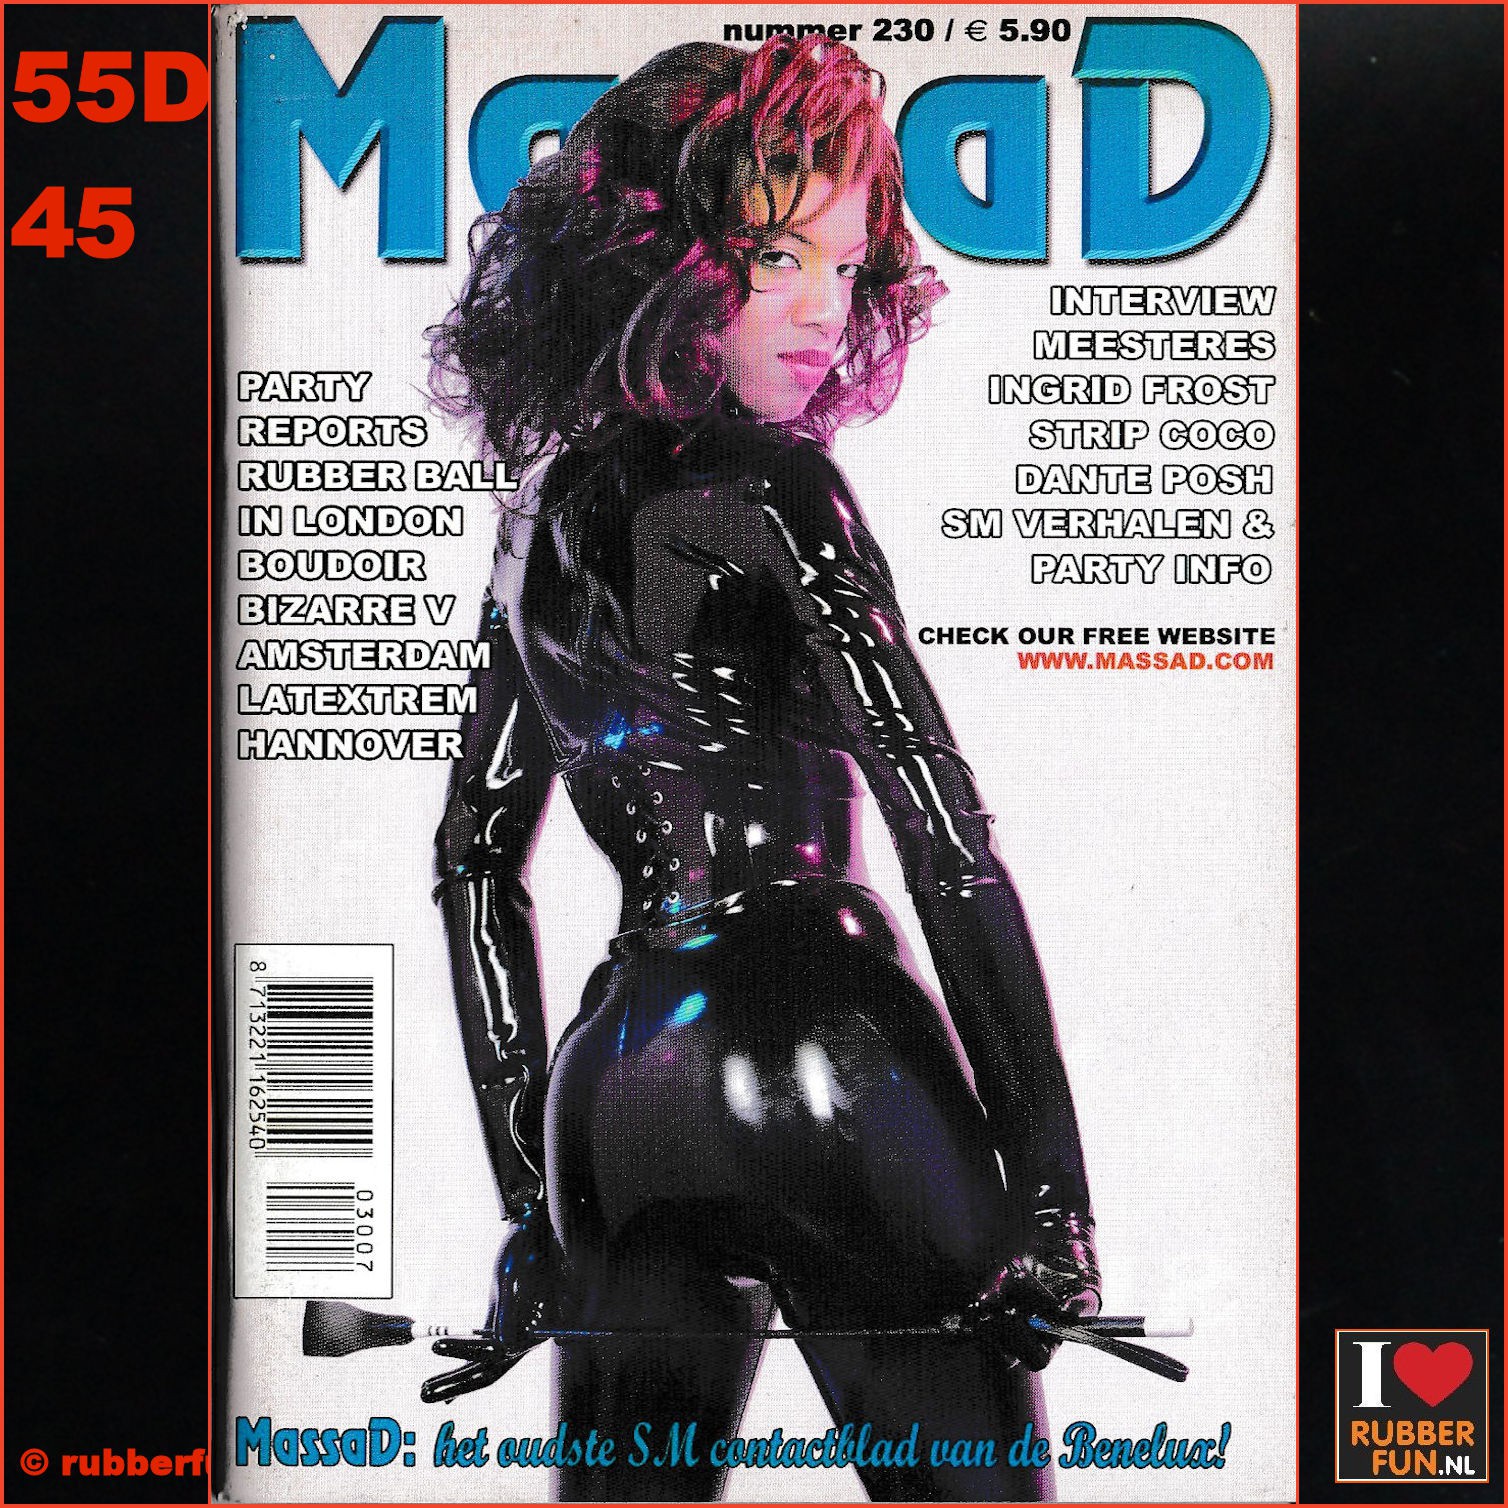 55D
45
nummer 230 / € 5.90
MassaD
INTERVIEW
MEESTERES
INGRID FROST
STRIP COCO
DANTE POSH
SM VERHALEN &
PARTY INFO
CHECK OUR FREE WEBSITE
WWW.MASSAD.COM
PARTY
REPORTS
RUBBER BALL
IN LONDON
BOUDOIR
BIZARRE V
AMSTERDAM
LATEXTREM
HANNOVER
8 713221 162540
03007
MassaD: het oudste SM contactblad van de Benelux!
© rubberfu
I
RUBBER
FUN.NL